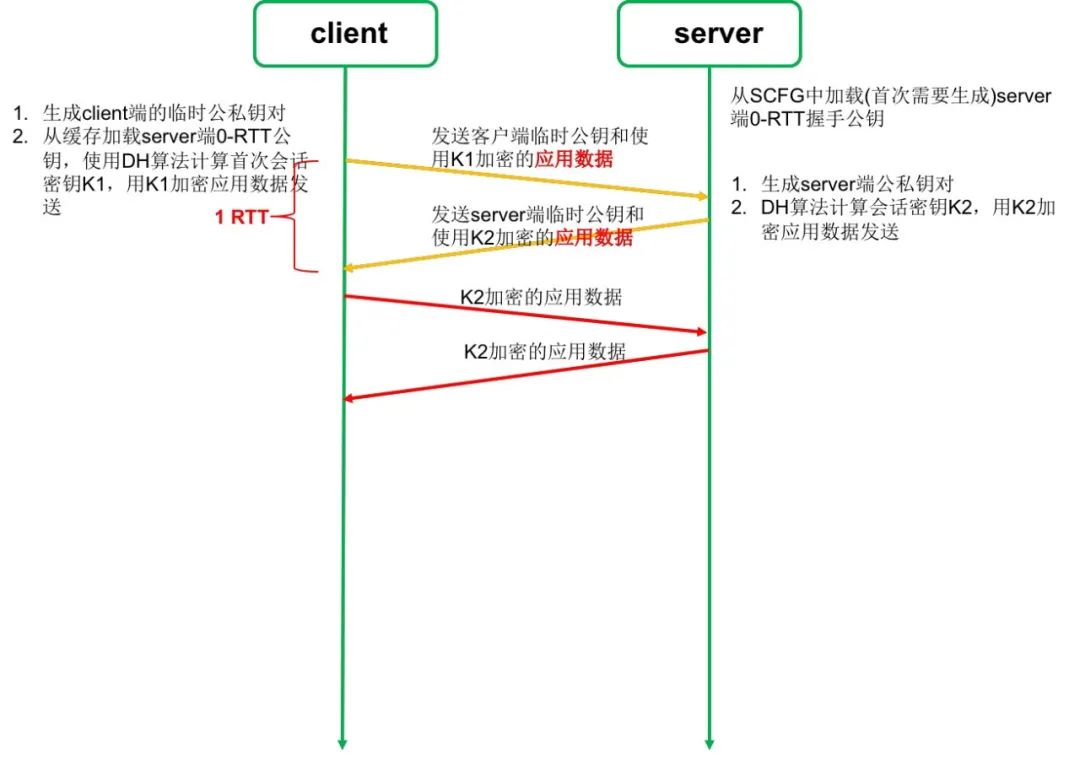 client
server
1. 生成client端的临时公私钥对
2. 从缓存加载server端0-RTT公
钥，使用DH算法计算首次会话
密钥K1，用K1加密应用数据发
送
1 RTT
发送客户端临时公钥和使
用K1加密的应用数据
发送server端临时公钥和
使用K2加密的应用数据
K2加密的应用数据
K2加密的应用数据
从SCFG中加载(首次需要生成)server
端0-RTT握手公钥
1. 生成server端公私钥对
2. DH算法计算会话密钥K2，用K2加
密应用数据发送